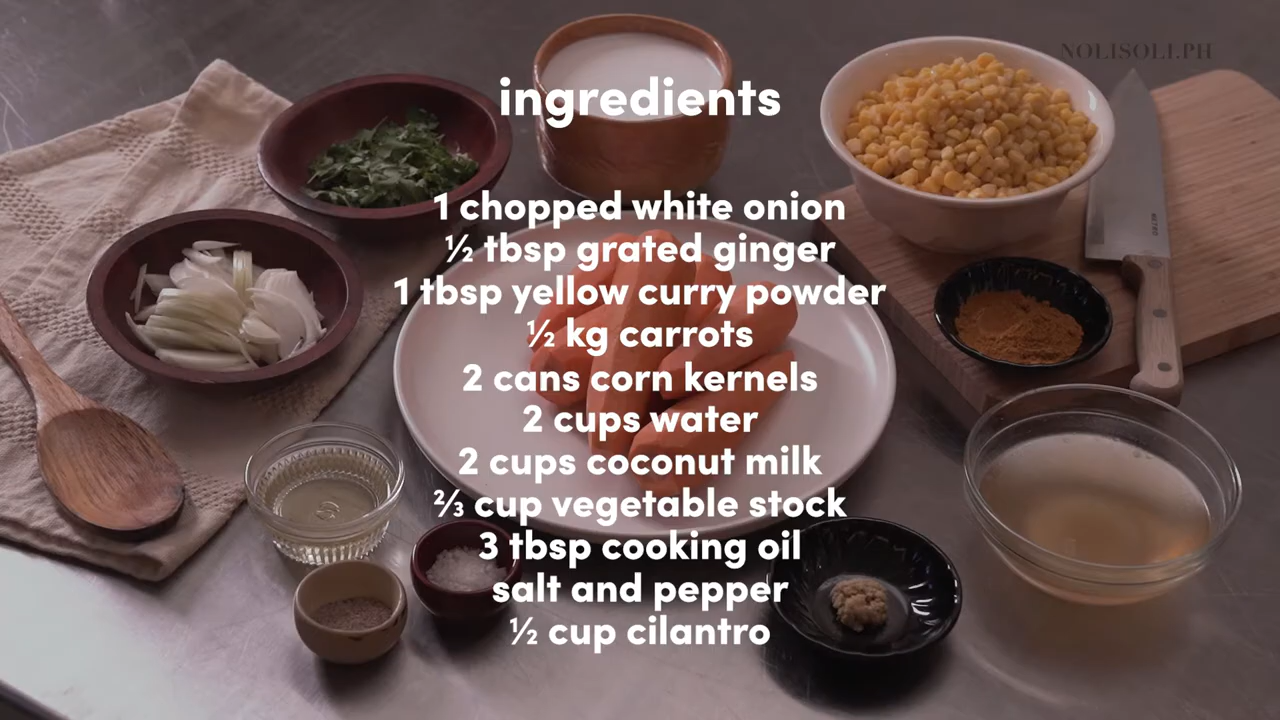 NOLISOLI.PH
ingredients
1 chopped white onion
½ tbsp grated ginger
1 tbsp yellow curry powder
½ kg carrots
2 cans corn kernels
2 cups water
2 cups coconut milk
⅔ cup vegetable stock
3 tbsp cooking oil
salt and pepper
½ cup cilantro